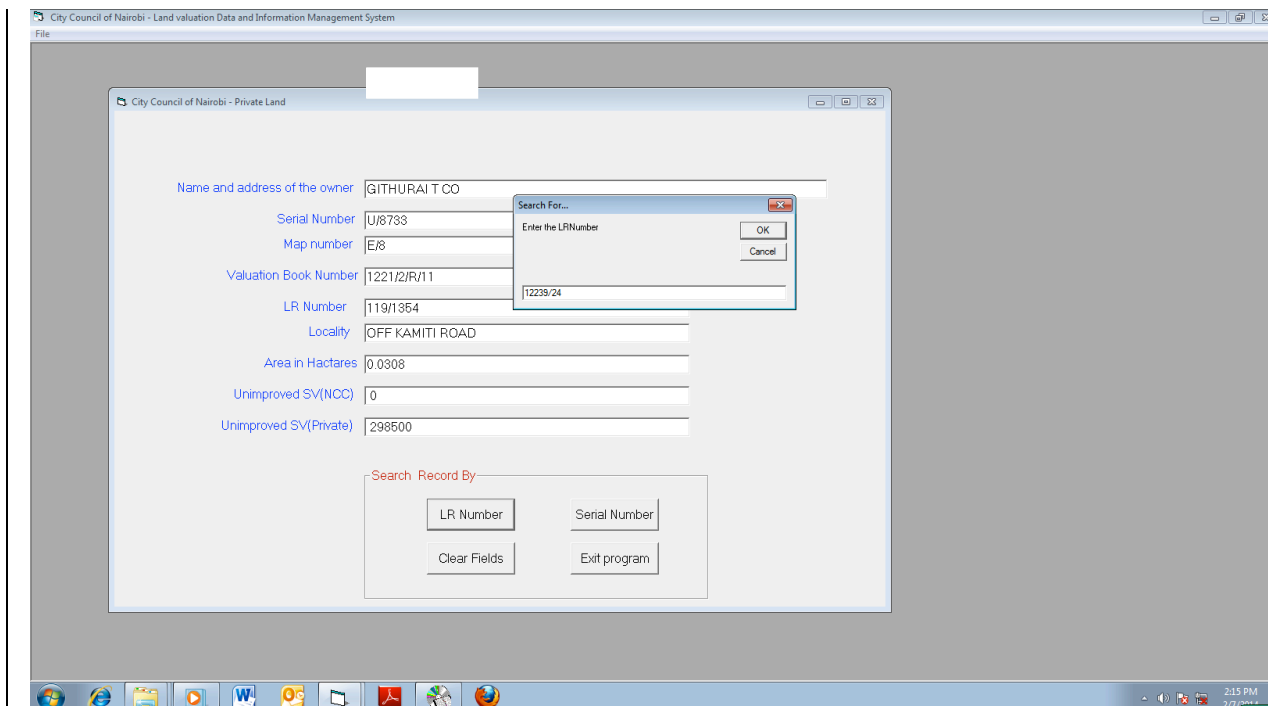 City Council of Nairobi - Land valuation Data and Information Management System
File
City Council of Nairobi - Private Land
Name and address of the owner GITHURAI T CO
Search For...
Serial Number U/8733
Enter the LRNumber
OK
Map number E/8
Cancel
Valuation Book Number 1221/2/R/11
12239/24
LR Number 119/1354
Locality OFF KAMITI ROAD
Area in Hactares 0.0308
Unimproved SV(NCC) 0
Unimproved SV(Private) 298500
Search Record By
LR Number Serial Number
Clear Fields Exit program
2:15 PM
2/7/2014